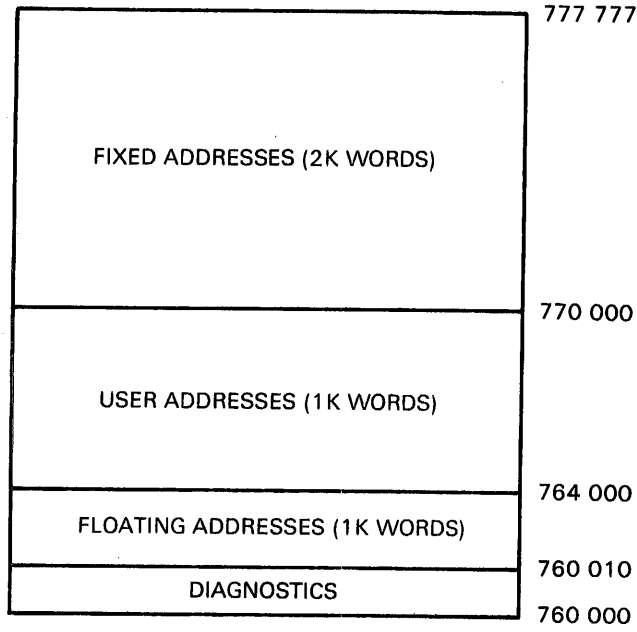 777 777
FIXED ADDRESSES (2K WORDS)
770 000
USER ADDRESSES (1K WORDS)
764 000
FLOATING ADDRESSES (1K WORDS)
760 010
DIAGNOSTICS
760 000